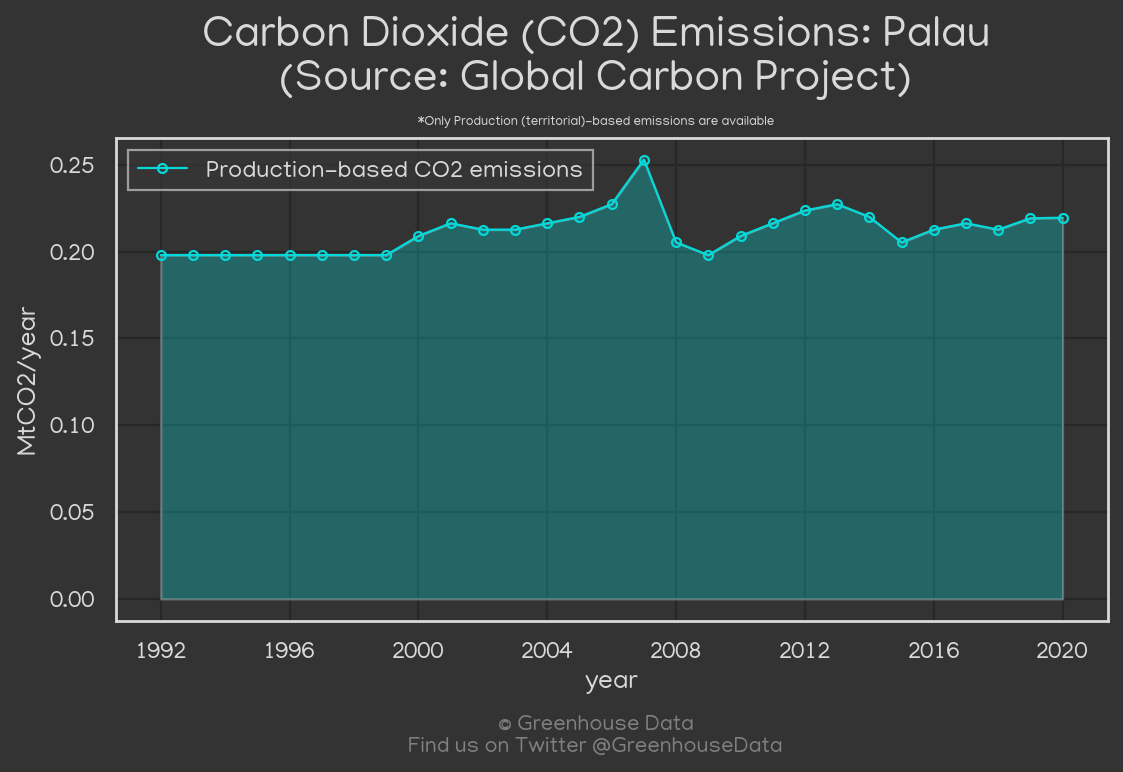 Carbon Dioxide (CO2) Emissions: Palau
(Source: Global Carbon Project)
*Only Production (territorial)-based emissions are available
Production-based CO2 emissions
0.25
0.20
0.15
0.10
0.05
0.00
MtCO2/year
1992 1996 2000 2004 2008 2012 2016 2020
year
© Greenhouse Data
Find us on Twitter @GreenhouseData